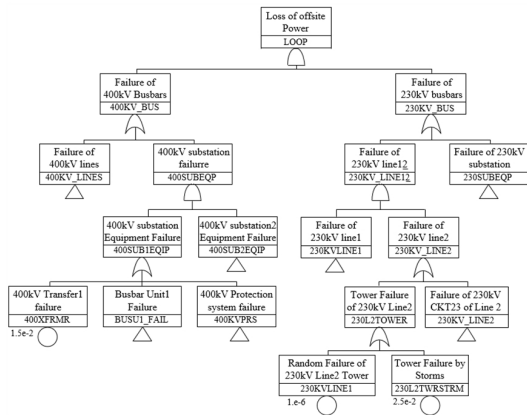 Loss of offsite
Power
LOOP
Failure of
400kV Busbars
400KV_BUS
Failure of
230kV busbars
230KV_BUS
Failure of
400kV lines
400KV_LINES
400kV substation
failurre
400SUBEQP
Failure of
230kV line12
230KV_LINE12
Failure of 230kV
substation
230SUBEQP
400kV substation
Equipment Failure
400SUB1EQIP
400kV substation2
Equipment Failure
400SUB2EQIP
Failure of
230kV line1
230KVLINE1
Failure of
230kV line2
230KV_LINE2
400kV Transfer1
failure
400XFRMR
1.5e-2
Busbar Unit1
Failure
BUSU1_FAIL
400kV Protection
system failure
400KVPRS
Tower Failure
of 230kV Line2
230L2TOWER
Failure of 230kV
CKT23 of Line 2
230KV_LINE2
Random Failure of
230kV Line2 Tower
230KVLINE1
1.e-6
Tower Failure by
Storms
230L2TWRSTRM
2.5e-2